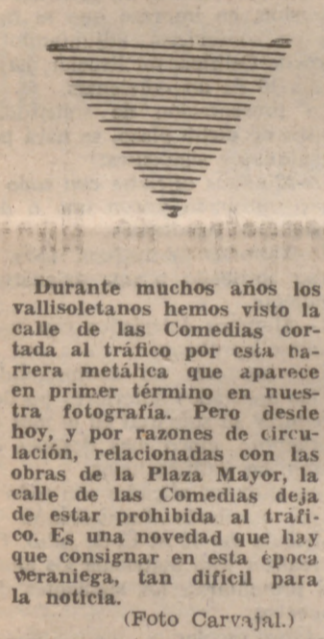 Durante muchos años los
vallisoletanos hemos visto la
calle de las Comedias cor-
tada al tráfico por esta ba-
rrera metálica que aparece
en primer término en nues-
tra fotografía. Pero desde
hoy, y por razones de circu-
lación, relacionadas con las
obras de la Plaza Mayor, la
calle de las Comedias deja
de estar prohibida al tráfi-
co. Es una novedad que hay
que consignar en esta época
veraniega, tan difícil para
la noticia.
(Foto Carvajal.)